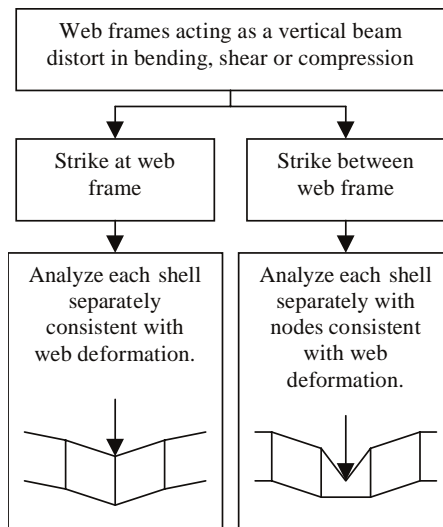 Web frames acting as a vertical beam
distort in bending, shear or compression
Strike at web
frame
Strike between
web frame
Analyze each shell
separately
consistent with
web deformation.
Analyze each shell
separately with
nodes consistent
with web
deformation.